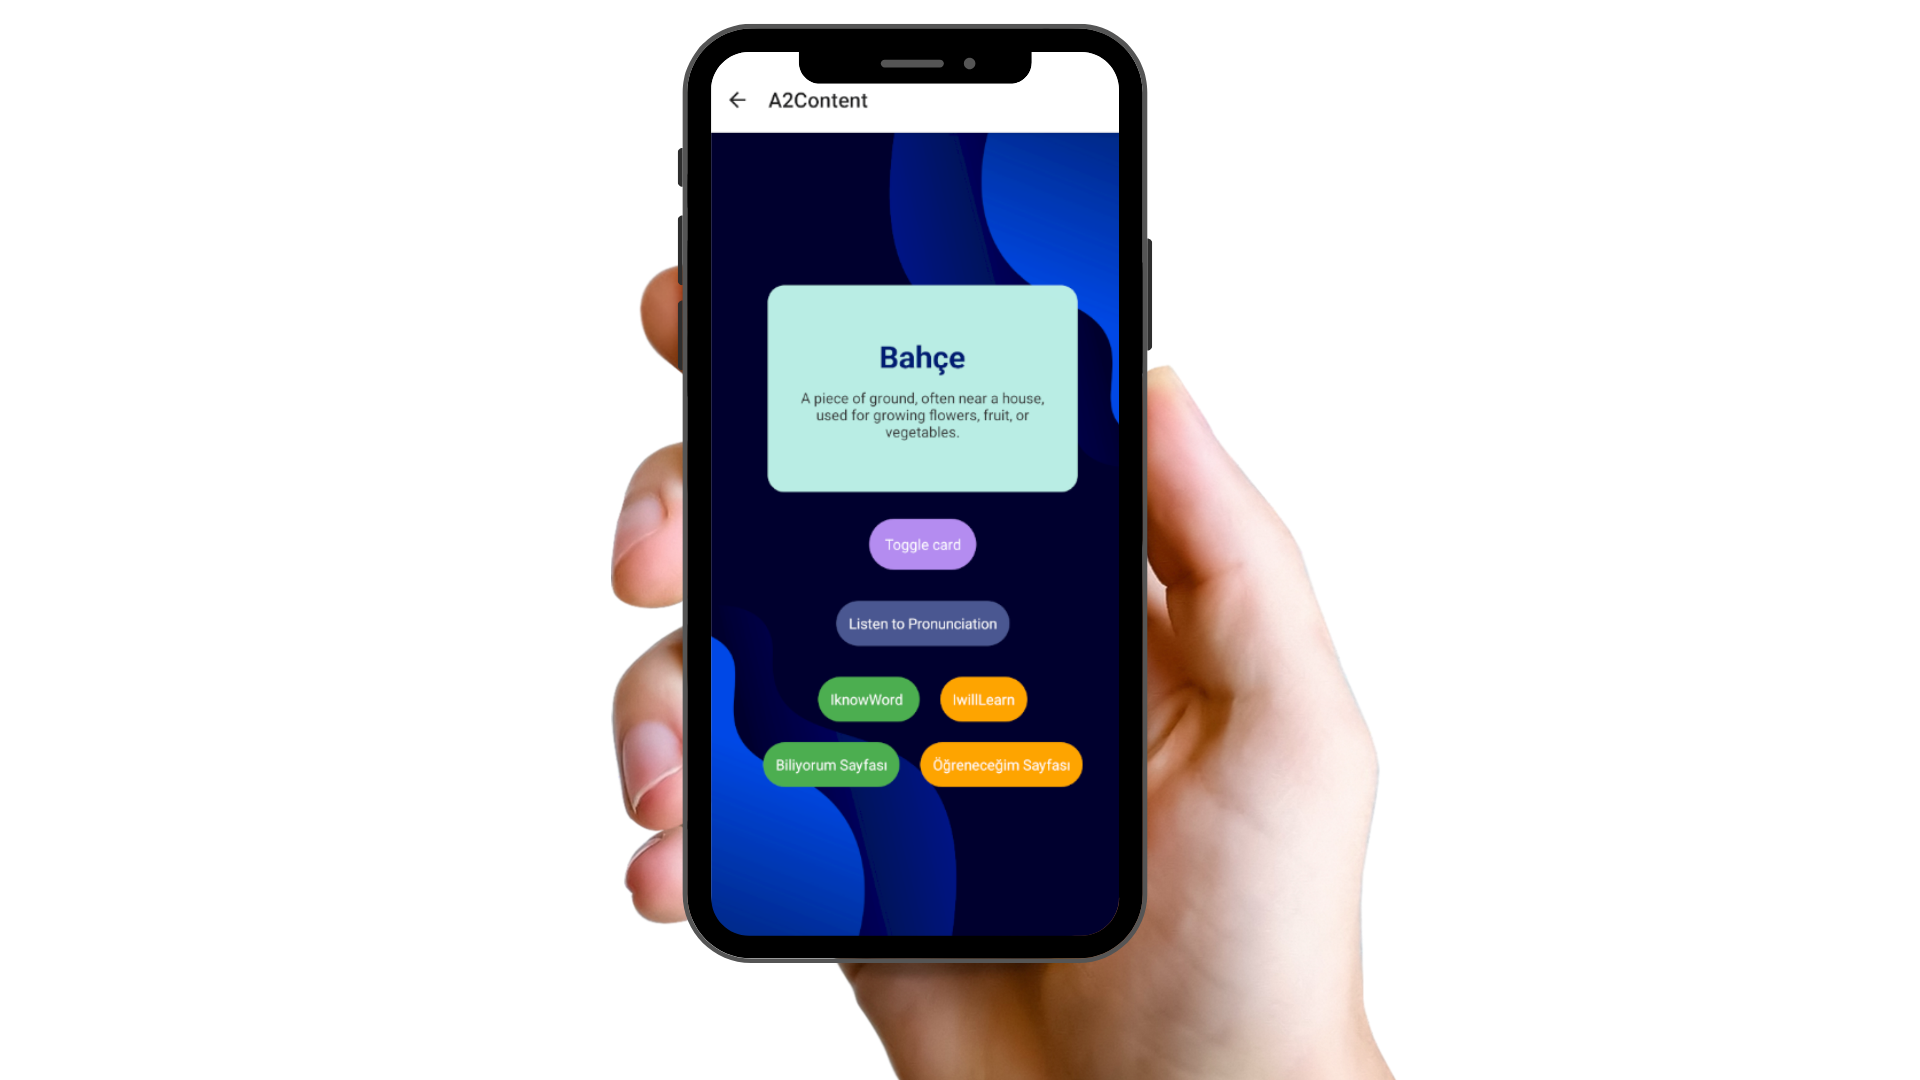 A2Content
Bahçe
A piece of ground, often near a house,
used for growing flowers, fruit, or
vegetables.
Toggle card
Listen to Pronunciation
IknowWord
IwillLearn
Biliyorum Sayfası
Öğreneceğim Sayfası